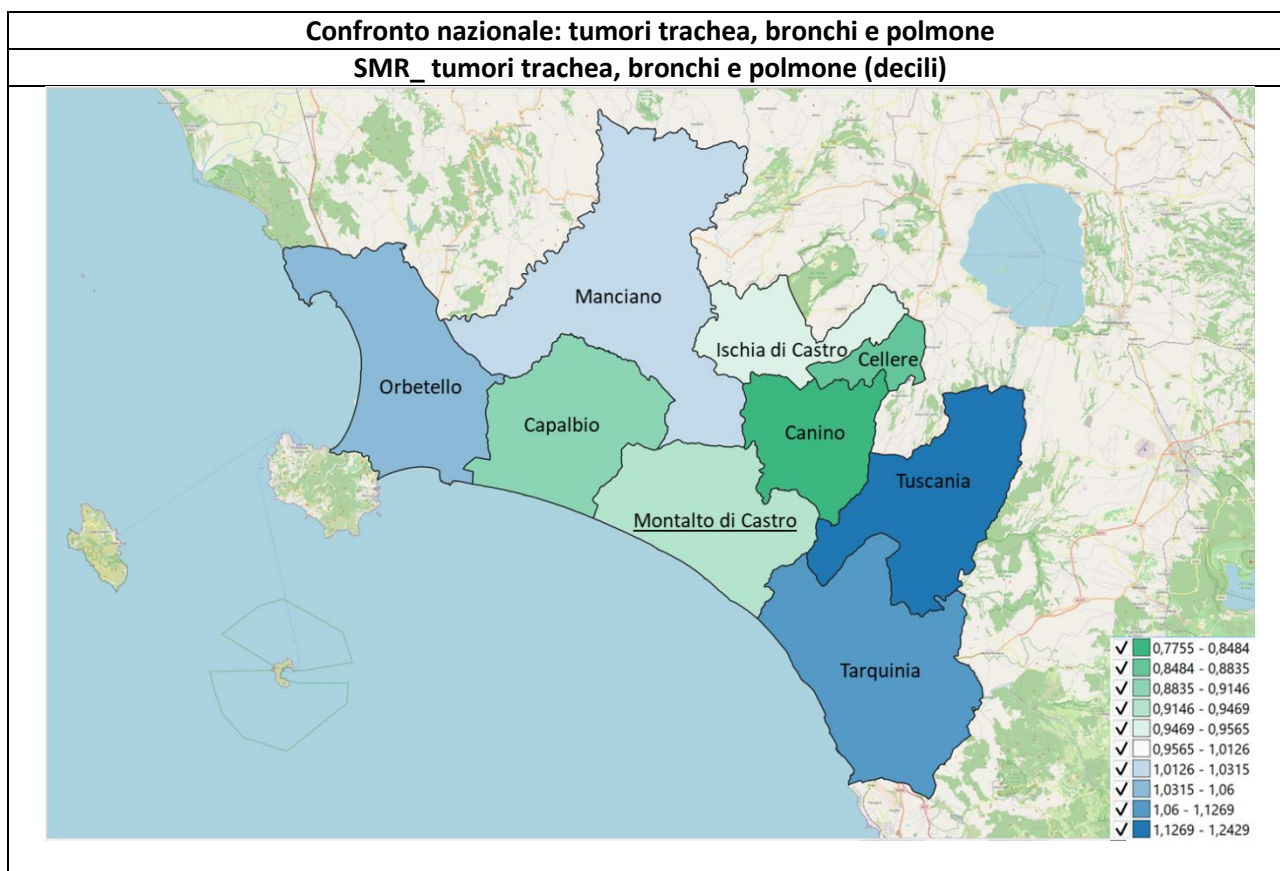 Confronto nazionale: tumori trachea, bronchi e polmone
SMR_ tumori trachea, bronchi e polmone (decili)
Manciano
Ischia di Castro
Cellere
Orbetello
Capalbio
Canino
Tuscania
Montalto di Castro
Tarquinia
0,7755 - 0,8484
0,8484 - 0,8835
0,8835 - 0,9146
0,9146 - 0,9469
0,9469 - 0,9565
0,9565 - 1,0126
1,0126 - 1,0315
1,0315 - 1,06
1,06 - 1,1269
1,1269 - 1,2429